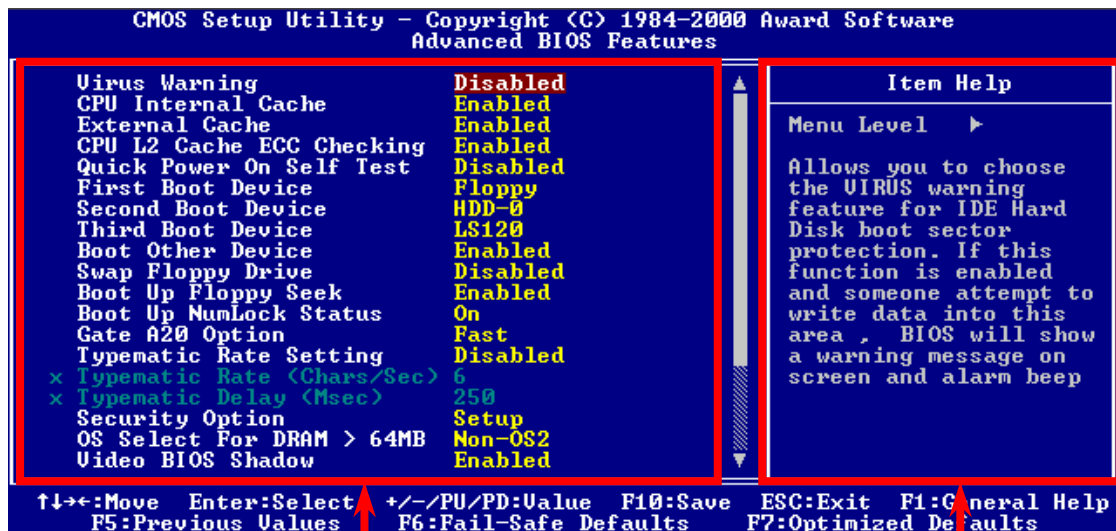 CMOS Setup Utility – Copyright (C) 1984-2000 Award Software
Advanced BIOS Features
Virus Warning Disabled
CPU Internal Cache Enabled
External Cache Enabled
CPU L2 Cache ECC Checking Enabled
Quick Power On Self Test Disabled
First Boot Device Floppy
Second Boot Device HDD-0
Third Boot Device LS120
Boot Other Device Enabled
Swap Floppy Drive Disabled
Boot Up Floppy Seek Enabled
Boot Up NumLock Status On
Gate A20 Option Fast
Typematic Rate Setting Disabled
x Typematic Rate (Chars/Sec) 6
x Typematic Delay (Msec) 250
Security Option Setup
OS Select For DRAM > 64MB Non-OS2
Video BIOS Shadow Enabled
Item Help
Menu Level ►
Allows you to choose
the VIRUS warning
feature for IDE Hard
Disk boot sector
protection. If this
function is enabled
and someone attempt to
write data into this
area , BIOS will show
a warning message on
screen and alarm beep
↑↓→←:Move Enter:Select +/-/PU/PD:Value F10:Save ESC:Exit F1:General Help
F5:Previous Values F6:Fail-Safe Defaults F7:Optimized Defaults